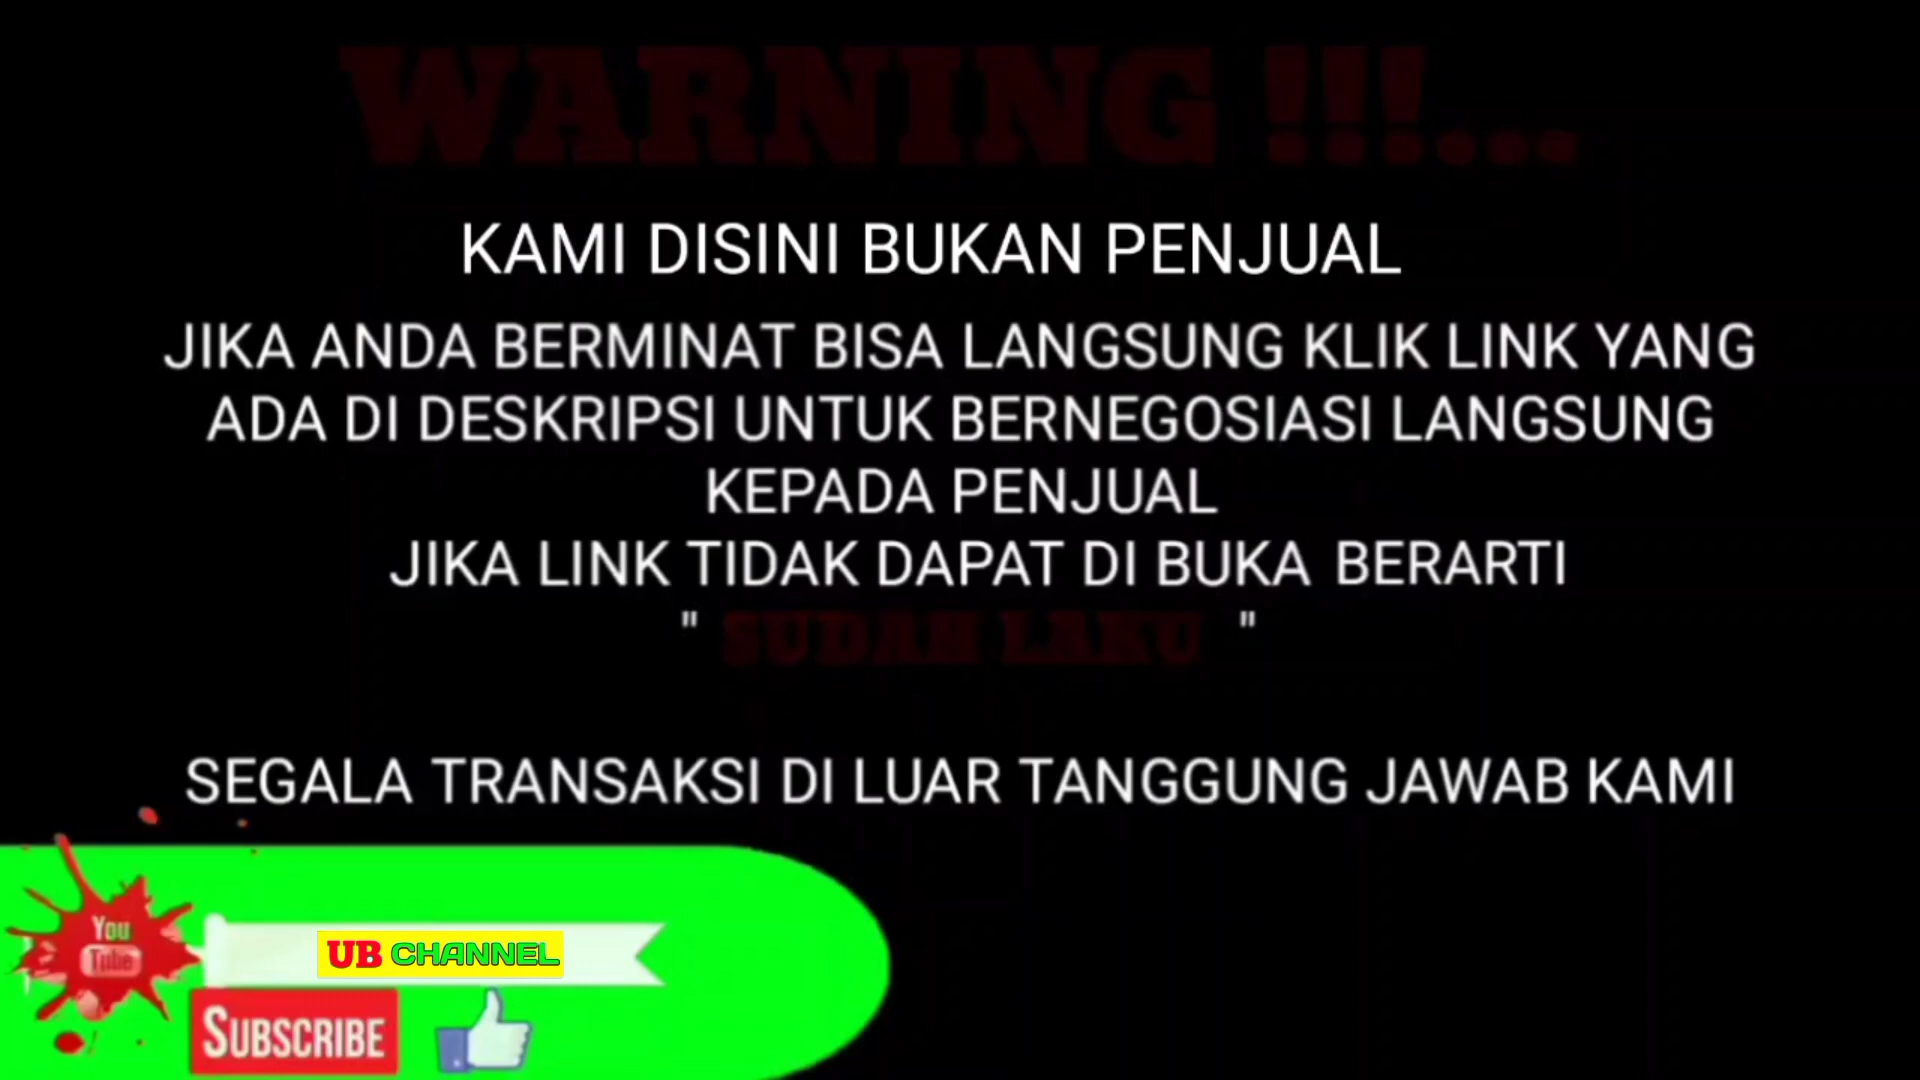 WARNING !!!...
KAMI DISINI BUKAN PENJUAL
JIKA ANDA BERMINAT BISA LANGSUNG KLIK LINK YANG
ADA DI DESKRIPSI UNTUK BERNEGOSIASI LANGSUNG
KEPADA PENJUAL
JIKA LINK TIDAK DAPAT DI BUKA BERARTI
" SUDAH LAKU "
SEGALA TRANSAKSI DI LUAR TANGGUNG JAWAB KAMI
You
Tube
UB CHANNEL
SUBSCRIBE